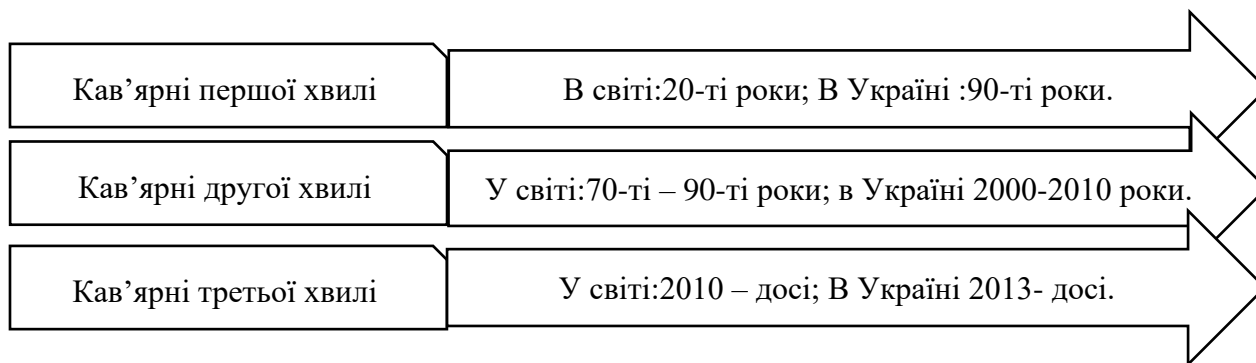 Кав’ярні першої хвилі
В світі:20-ті роки; В Україні :90-ті роки.
Кав’ярні другої хвилі
У світі:70-ті – 90-ті роки; в Україні 2000-2010 роки.
Кав’ярні третьої хвилі
У світі:2010 – досі; В Україні 2013- досі.